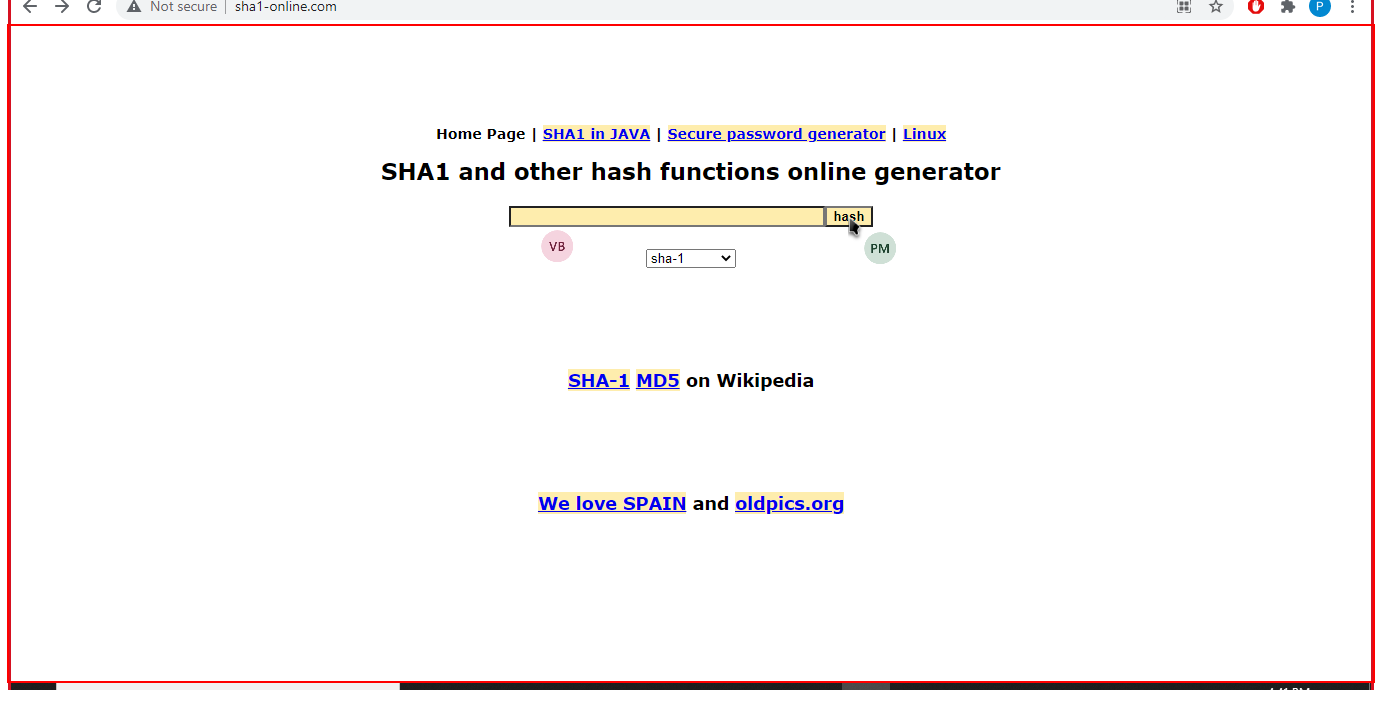 Not secure | sha1-online.com
P
Home Page | SHA1 in JAVA | Secure password generator | Linux
SHA1 and other hash functions online generator
hash
VB
PM
sha-1
SHA-1 MD5 on Wikipedia
We love SPAIN and oldpics.org